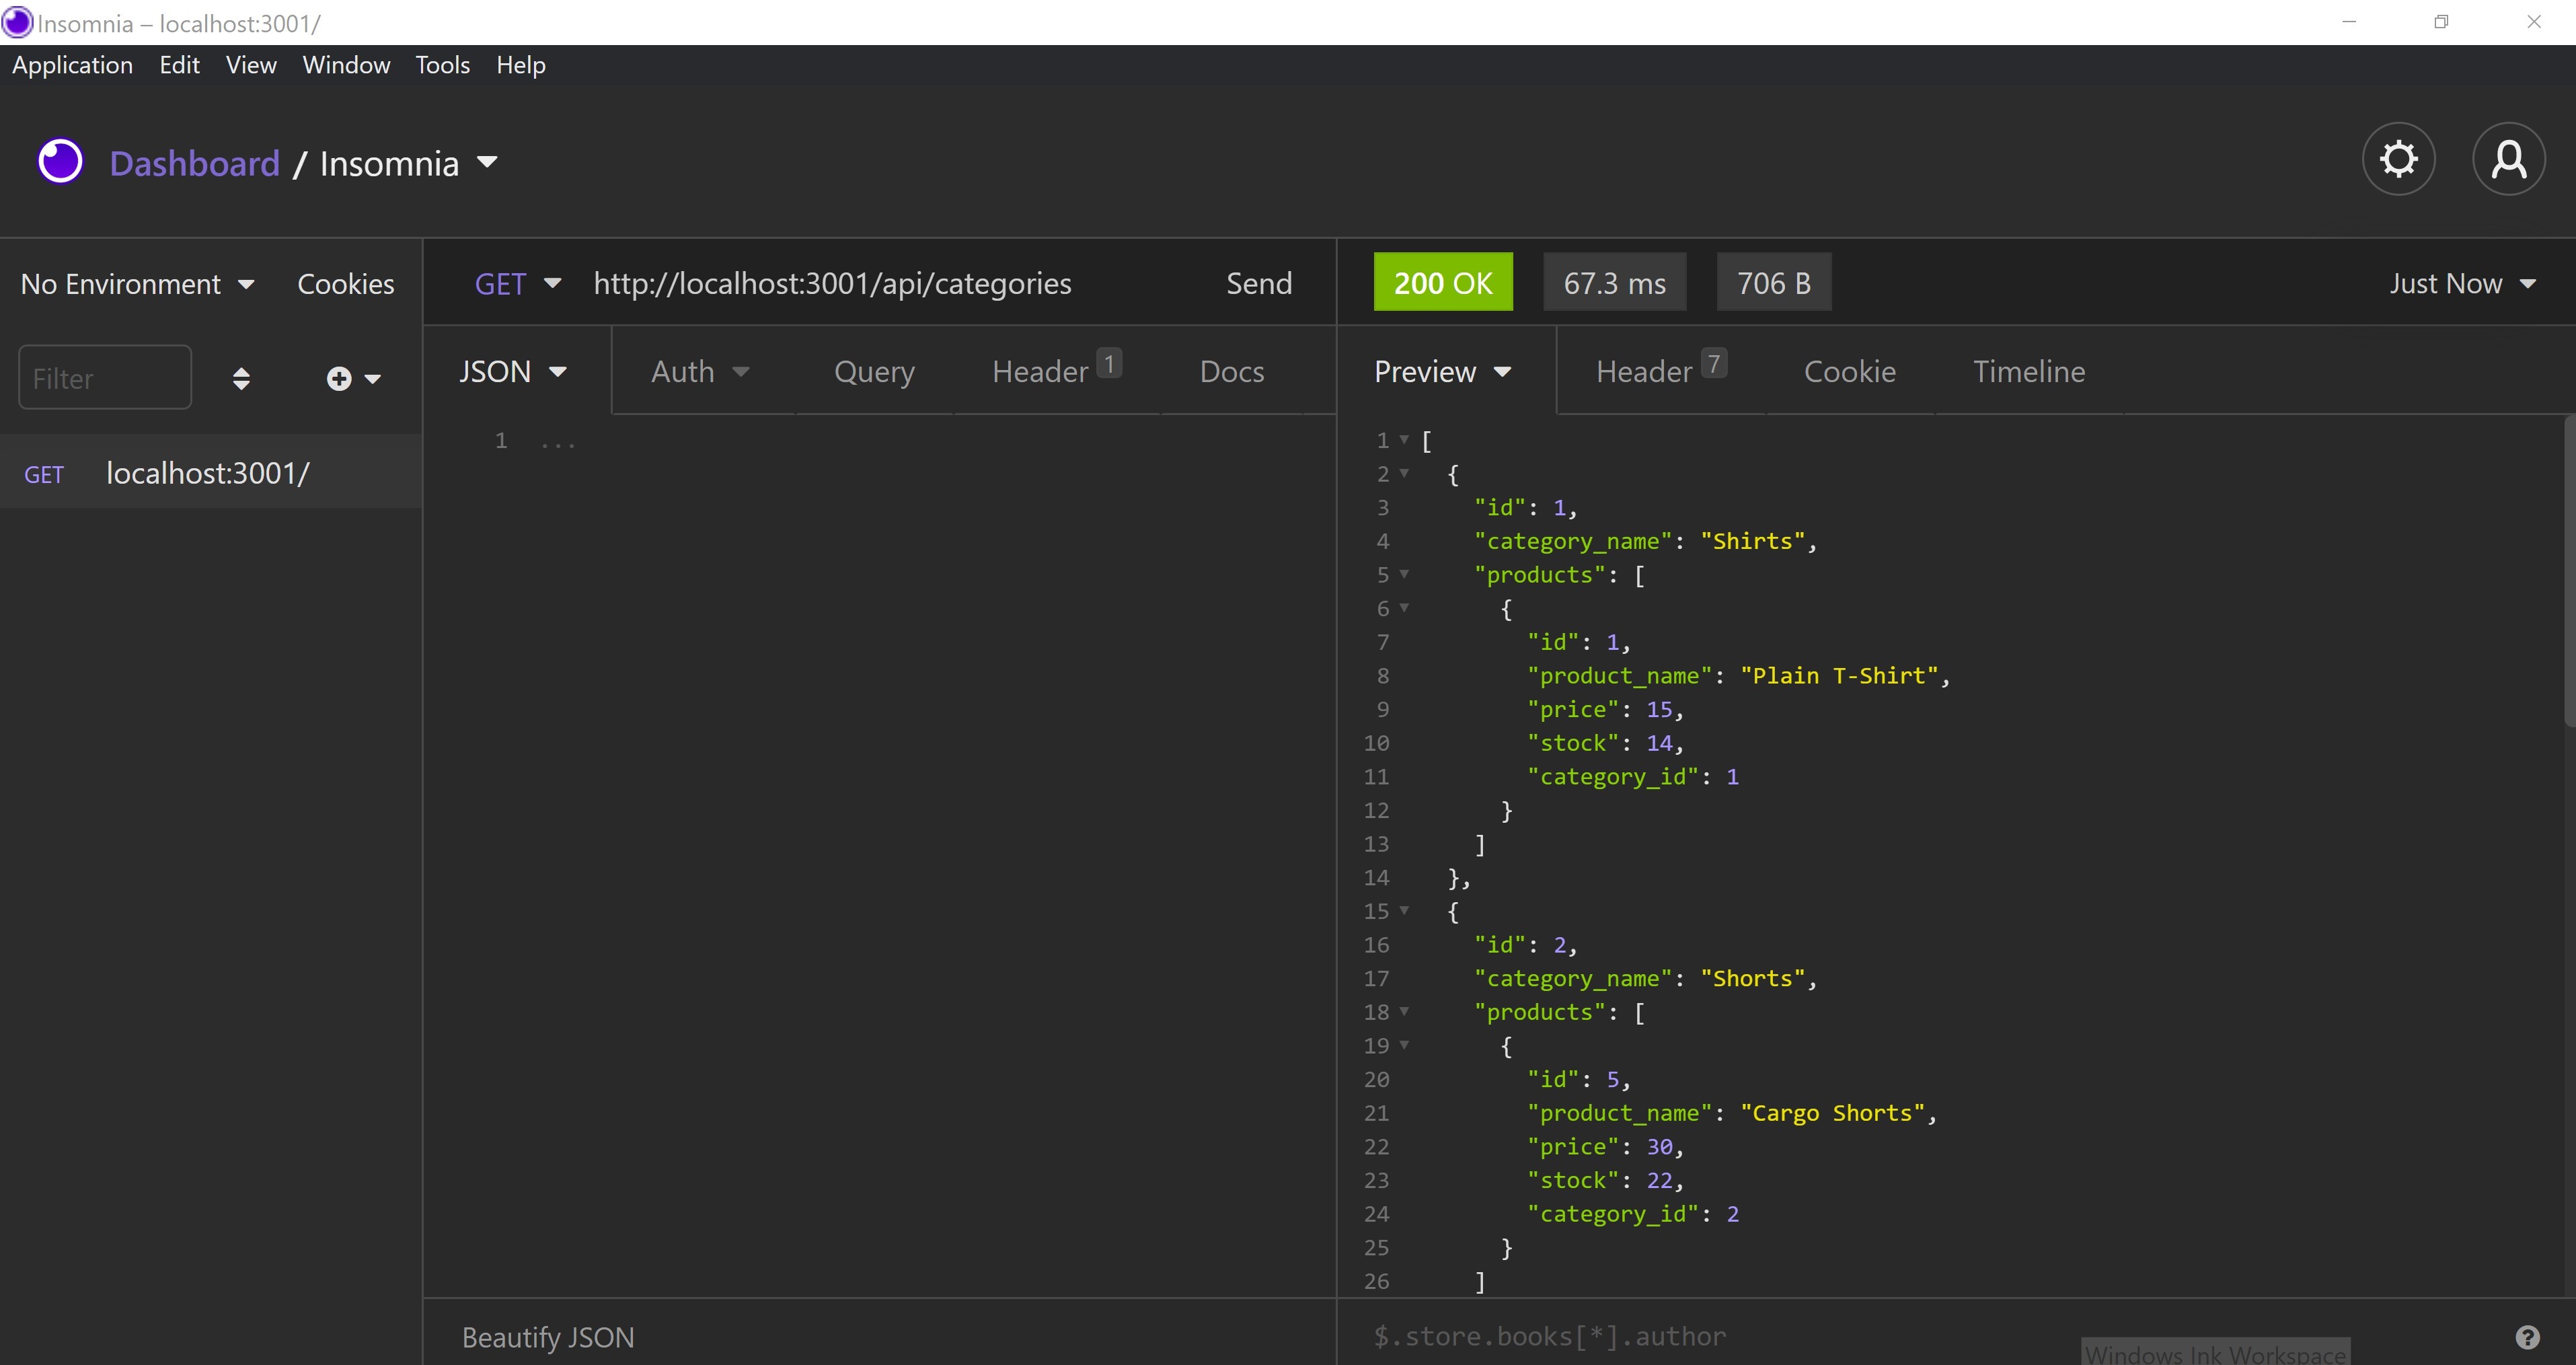 Insomnia – localhost:3001/
Application Edit View Window Tools Help
Dashboard / Insomnia
No Environment Cookies
GET http://localhost:3001/api/categories Send
200 OK 67.3 ms 706 B Just Now
Filter
JSON Auth Query Header 1 Docs
Preview Header 7 Cookie Timeline
GET localhost:3001/
1 ...
1 [
2 {
3 "id": 1,
4 "category_name": "Shirts",
5 "products": [
6 {
7 "id": 1,
8 "product_name": "Plain T-Shirt",
9 "price": 15,
10 "stock": 14,
11 "category_id": 1
12 }
13 ]
14 },
15 {
16 "id": 2,
17 "category_name": "Shorts",
18 "products": [
19 {
20 "id": 5,
21 "product_name": "Cargo Shorts",
22 "price": 30,
23 "stock": 22,
24 "category_id": 2
25 }
26 ]
Beautify JSON
$.store.books[*].author
?
Windows Ink Workspace